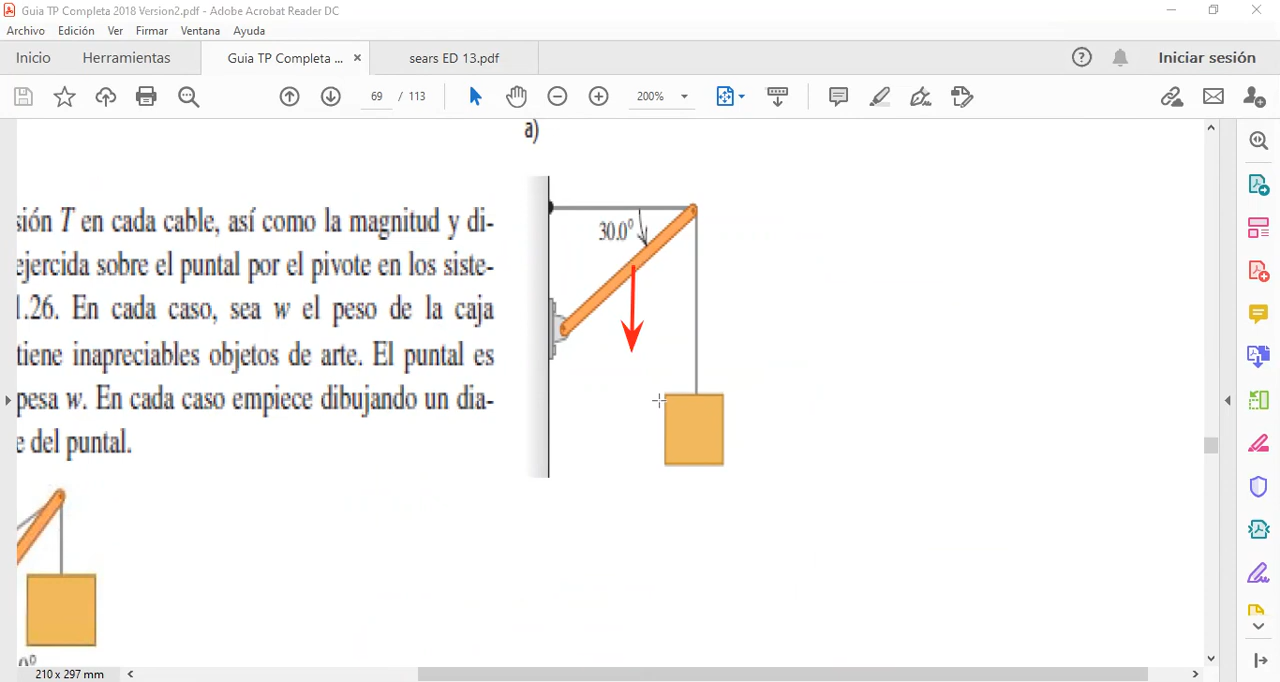 Guia TP Completa 2018 Version2.pdf - Adobe Acrobat Reader DC
Archivo Edición Ver Firmar Ventana Ayuda
Inicio Herramientas Guia TP Completa ... × sears ED 13.pdf Iniciar sesión
69 / 113 200%
a)
sión T en cada cable, así como la magnitud y di-
ejercida sobre el puntal por el pivote en los siste-
1.26. En cada caso, sea w el peso de la caja
tiene inapreciables objetos de arte. El puntal es
pesa w. En cada caso empiece dibujando un dia-
e del puntal.
30.0°
210 x 297 mm